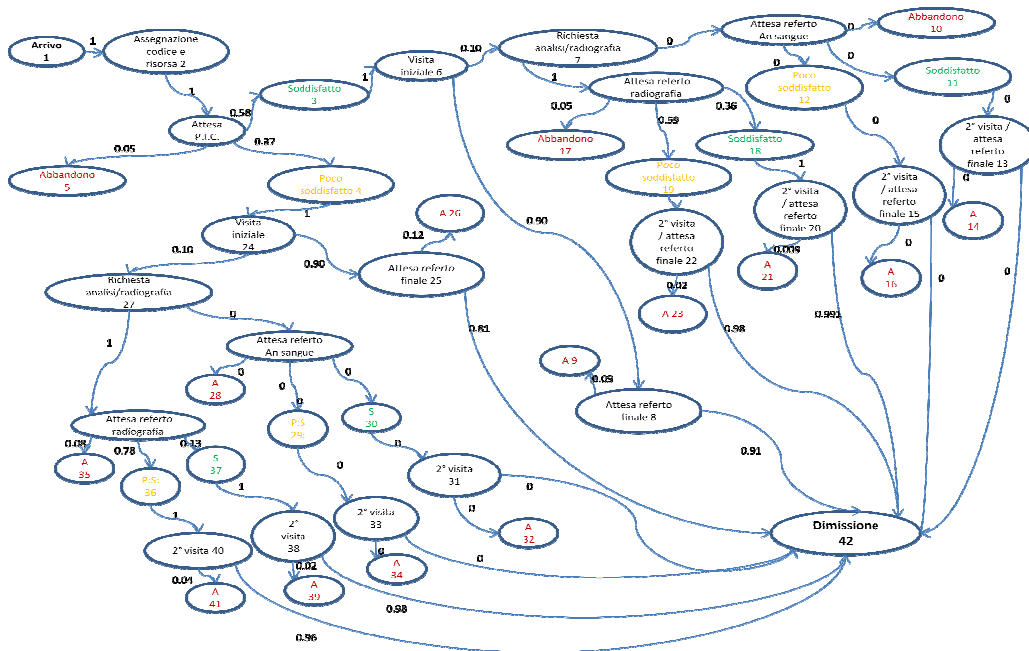 Arrivo
1
1
Assegnazione
codice e
risorsa 2
1
Attesa
P.I.C.
0.58
Soddisfatto
3
1
Visita
iniziale 6
0.10
Richiesta
analisi/radiografia
7
0
Attesa referto
An sangue
0
Abbandono
10
0
Soddisfatto
11
0
Poco
soddisfatto
12
0
2° visita /
attesa
referto
finale 13
0
A
14
0
0
2° visita
/ attesa
referto
finale 15
0
A
16
0
1
Attesa referto
radiografia
0.05
Abbandono
17
0.59
Poco
soddisfatto
19
0.36
Soddisfatto
18
1
2° visita
/ attesa
referto
finale 20
A
21
2° visita
/ attesa
referto
finale 22
0.02
A 23
0.98
0.991
0.05
Abbandono
5
Poco
soddisfatto 4
1
Visita
iniziale
24
0.10
0.90
Attesa referto
finale 25
0.12
A 26
0.81
0.90
Attesa referto
finale 8
A 9
0.91
Richiesta
analisi/radiografia
27
0
Attesa referto
An sangue
0
A
28
0
0
P:S
29:
0
S
30
0
2° visita
31
0
0
A
32
0
2° visita
33
0
A
34
0
1
Attesa referto
radiografia
0.08
A
35
0.78
P:S:
36
0.13
S
37
1
2°
visita
38
0.02
A
39
0.98
1
2° visita 40
0.04
A
41
0.96
Dimissione
42